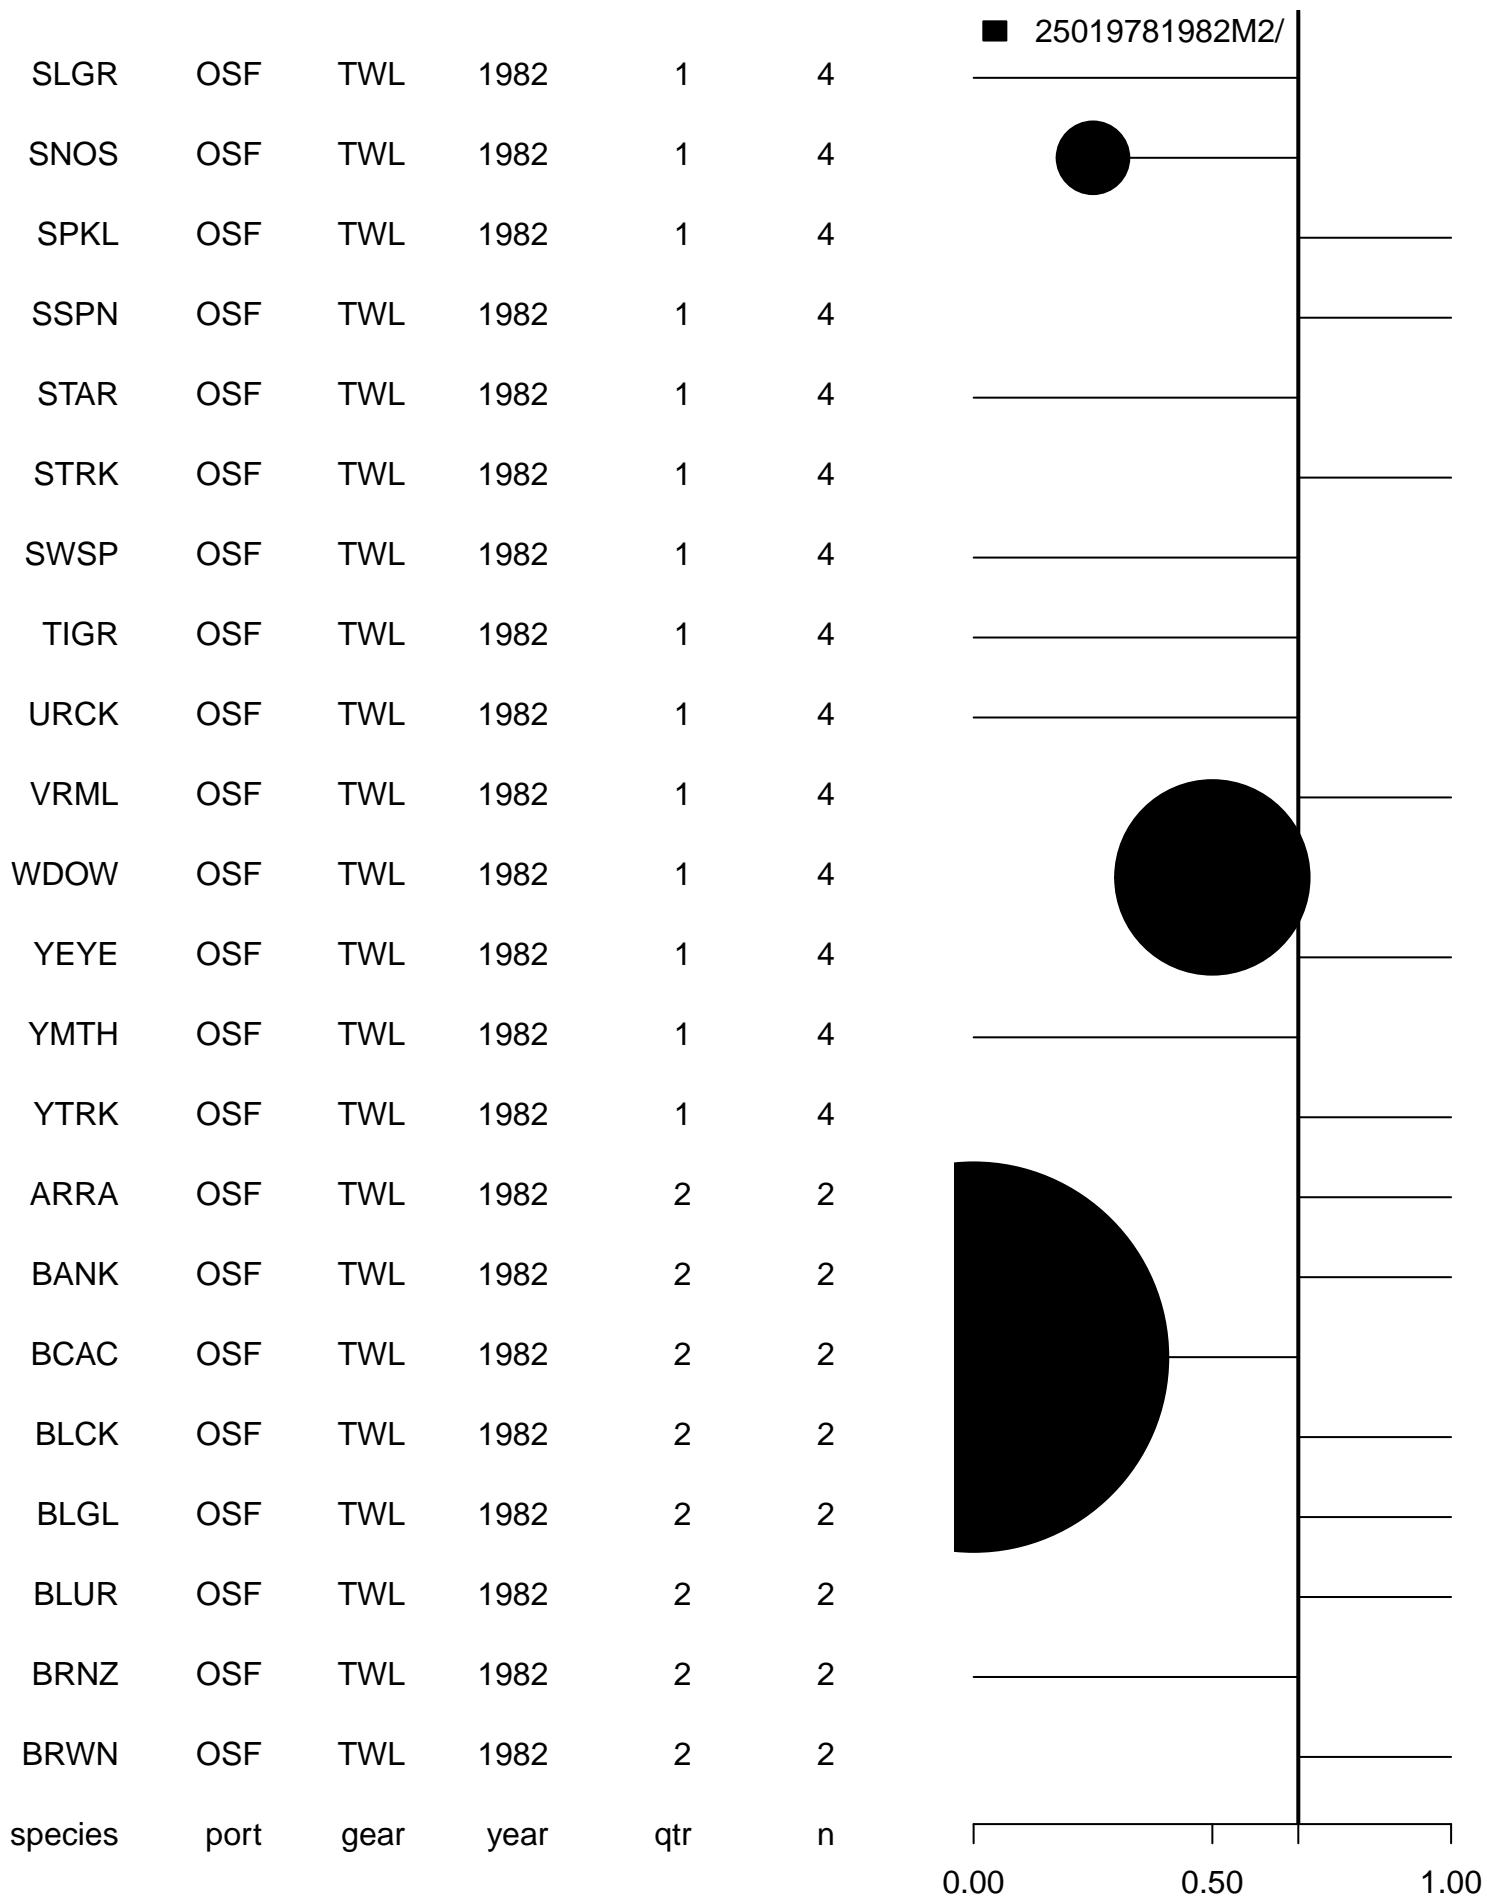 25019781982M2/
SLGR OSF TWL 1982 1 4
SNOS OSF TWL 1982 1 4
SPKL OSF TWL 1982 1 4
SSPN OSF TWL 1982 1 4
STAR OSF TWL 1982 1 4
STRK OSF TWL 1982 1 4
SWSP OSF TWL 1982 1 4
TIGR OSF TWL 1982 1 4
URCK OSF TWL 1982 1 4
VRML OSF TWL 1982 1 4
WDOW OSF TWL 1982 1 4
YEYE OSF TWL 1982 1 4
YMTH OSF TWL 1982 1 4
YTRK OSF TWL 1982 1 4
ARRA OSF TWL 1982 2 2
BANK OSF TWL 1982 2 2
BCAC OSF TWL 1982 2 2
BLCK OSF TWL 1982 2 2
BLGL OSF TWL 1982 2 2
BLUR OSF TWL 1982 2 2
BRNZ OSF TWL 1982 2 2
BRWN OSF TWL 1982 2 2
species port gear year qtr n
0.00 0.50 1.00